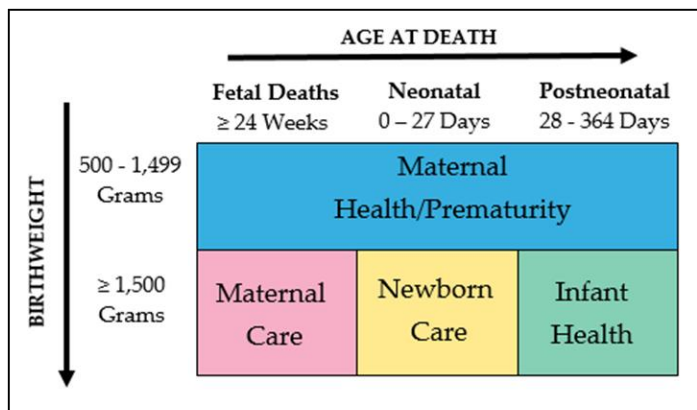 AGE AT DEATH
Fetal Deaths
≥ 24 Weeks
Neonatal
0 – 27 Days
Postneonatal
28 - 364 Days
BIRTHWEIGHT
500 - 1,499
Grams
Maternal
Health/Prematurity
≥ 1,500
Grams
Maternal
Care
Newborn
Care
Infant
Health